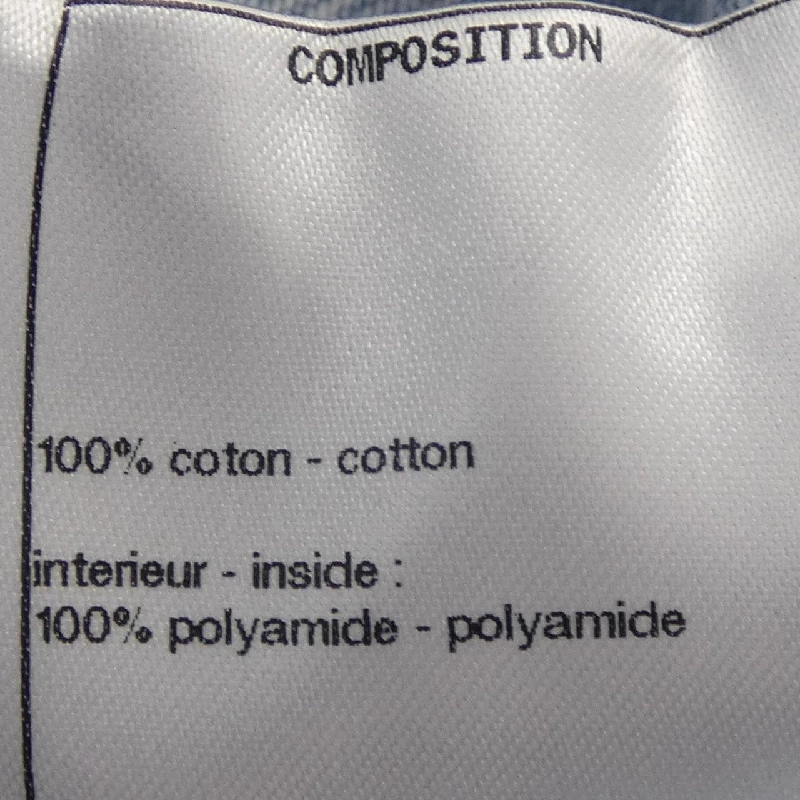 COMPOSITION
100% coton - cotton
interieur - inside :
100% polyamide - polyamide